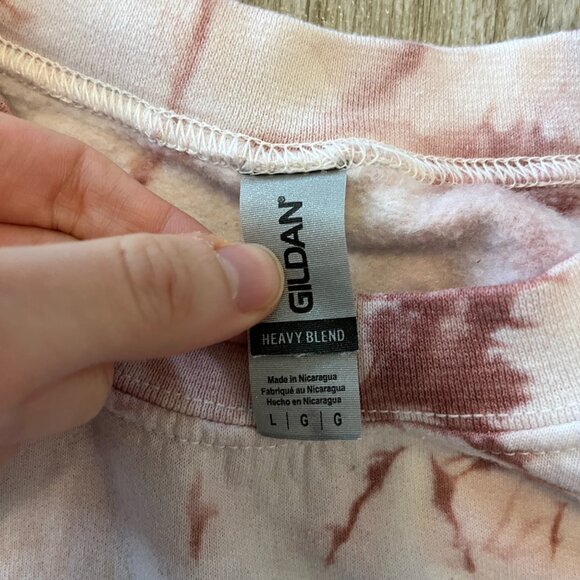 GILDAN®
HEAVY BLEND
Made in Nicaragua
Fabriqué au Nicaragua
Hecho en Nicaragua
L | G | G